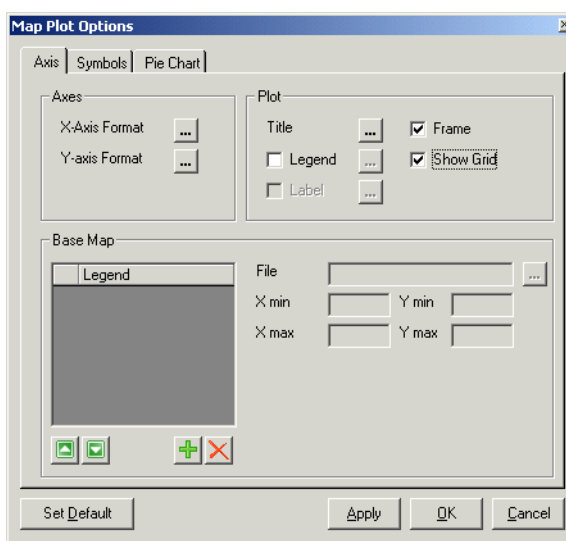 Map Plot Options
Axis Symbols Pie Chart
Axes
X-Axis Format ...
Y-axis Format ...
Plot
Title ... Frame
Legend ... Show Grid
Label ...
Base Map
Legend
File ...
X min Y min
X max Y max
Set Default Apply OK Cancel